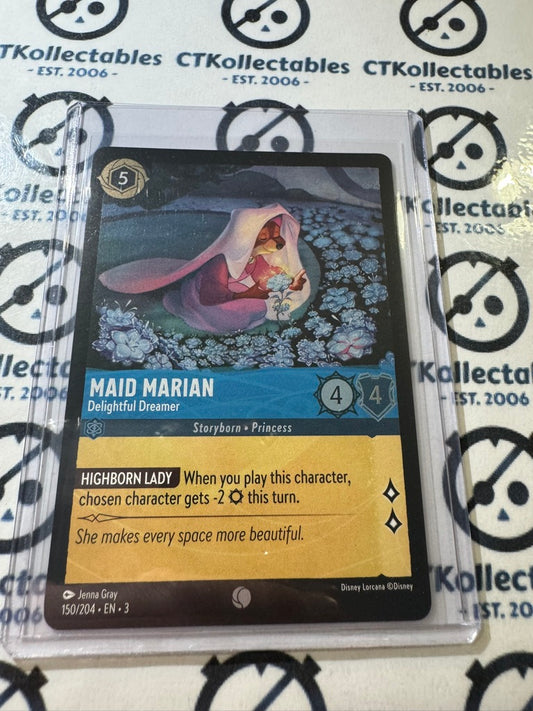 CTKollectables
- EST. 2006 -
CTKollectables
- EST. 2006 -
CTKollectables
- EST. 2006 -
5
MAID MARIAN
Delightful Dreamer
4
4
Storyborn • Princess
HIGHBORN LADY When you play this character,
chosen character gets -2 this turn.
She makes every space more beautiful.
Jenna Gray
150/204 • EN • 3
Disney Lorcana ©Disney